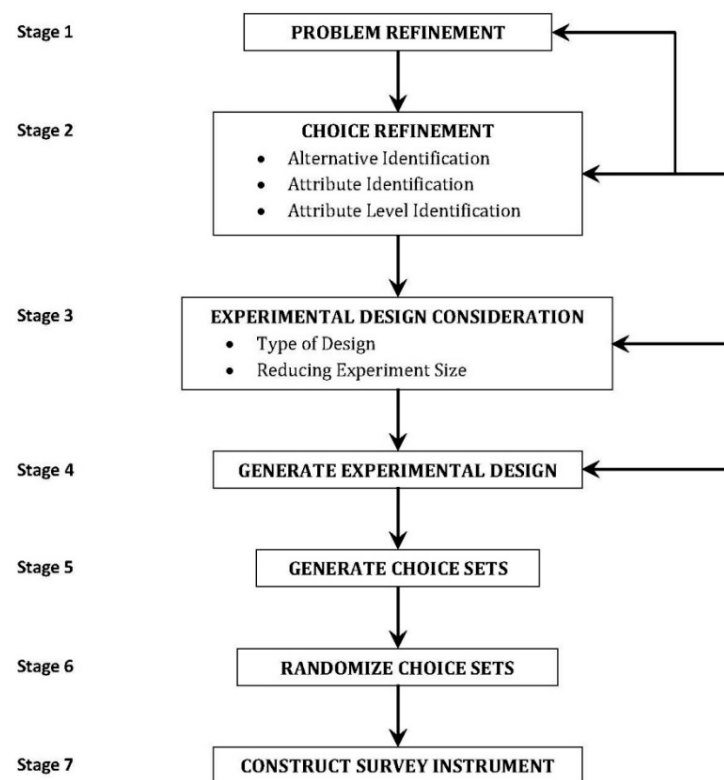 Stage 1
PROBLEM REFINEMENT
Stage 2
CHOICE REFINEMENT
• Alternative Identification
• Attribute Identification
• Attribute Level Identification
Stage 3
EXPERIMENTAL DESIGN CONSIDERATION
• Type of Design
• Reducing Experiment Size
Stage 4
GENERATE EXPERIMENTAL DESIGN
Stage 5
GENERATE CHOICE SETS
Stage 6
RANDOMIZE CHOICE SETS
Stage 7
CONSTRUCT SURVEY INSTRUMENT